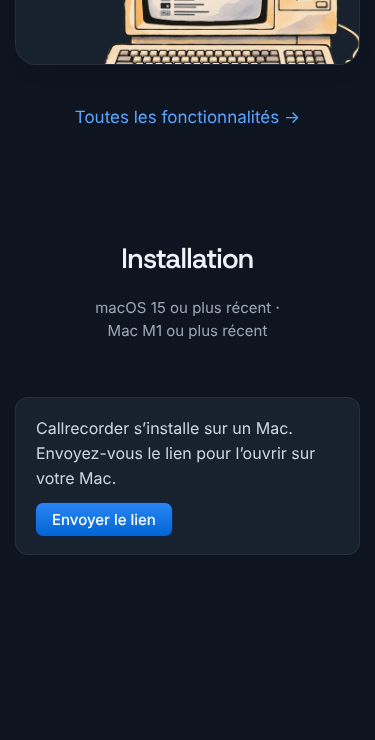 Toutes les fonctionnalités →
Installation
macOS 15 ou plus récent ·
Mac M1 ou plus récent
Callrecorder s’installe sur un Mac.
Envoyez-vous le lien pour l’ouvrir sur
votre Mac.
Envoyer le lien